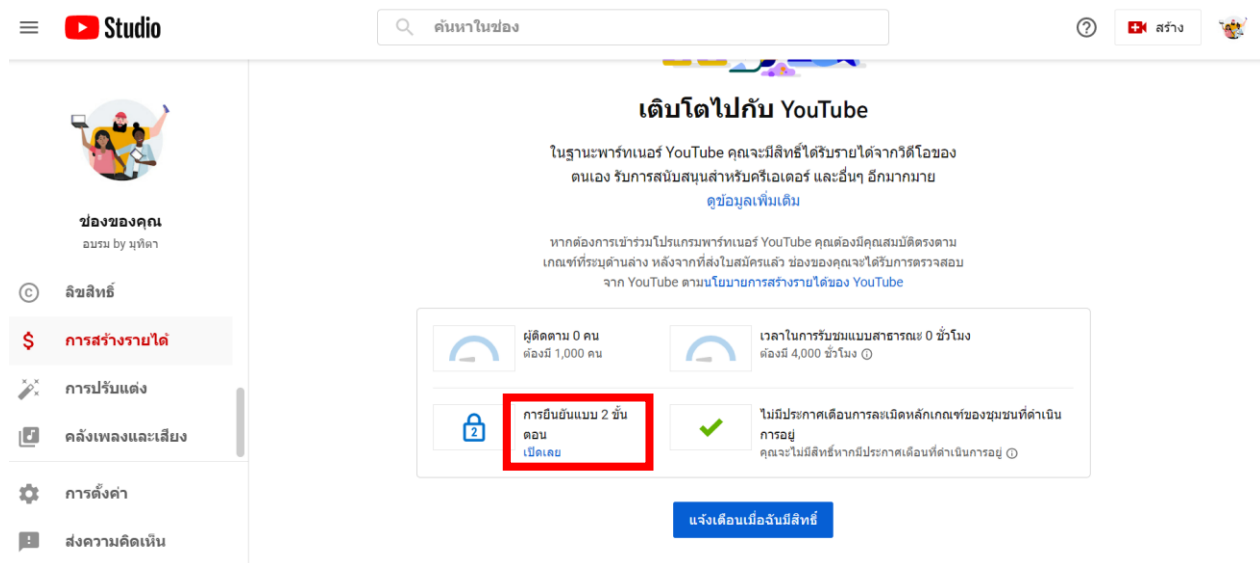 Studio
ค้นหาในช่อง
สร้าง
ช่องของคุณ
อบรม by มุทิตา
ลิขสิทธิ์
การสร้างรายได้
การปรับแต่ง
คลังเพลงและเสียง
การตั้งค่า
ส่งความคิดเห็น
เติบโตไปกับ YouTube
ในฐานะพาร์ทเนอร์ YouTube คุณจะมีสิทธิ์ได้รับรายได้จากวิดีโอของ
ตนเอง รับการสนับสนุนสำหรับครีเอเตอร์ และอื่นๆ อีกมากมาย
ดูข้อมูลเพิ่มเติม
หากต้องการเข้าร่วมโปรแกรมพาร์ทเนอร์ YouTube คุณต้องมีคุณสมบัติตรงตาม
เกณฑ์ที่ระบุด้านล่าง หลังจากที่ส่งใบสมัครแล้ว ช่องของคุณจะได้รับการตรวจสอบ
จาก YouTube ตามนโยบายการสร้างรายได้ของ YouTube
ผู้ติดตาม 0 คน
ต้องมี 1,000 คน
เวลาในการรับชมแบบสาธารณะ 0 ชั่วโมง
ต้องมี 4,000 ชั่วโมง
2
การยืนยันแบบ 2 ขั้น
ตอน
เปิดเลย
ไม่มีประกาศเตือนการละเมิดหลักเกณฑ์ของชุมชนที่ดำเนิน
การอยู่
คุณจะไม่มีสิทธิ์หากมีประกาศเตือนที่ดำเนินการอยู่
แจ้งเตือนเมื่อฉันมีสิทธิ์